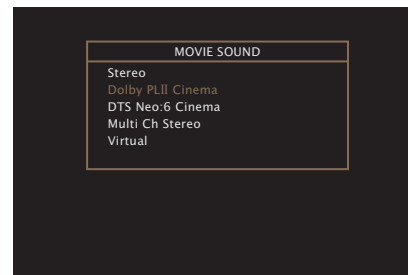 MOVIE SOUND
Stereo
Dolby PLII Cinema
DTS Neo:6 Cinema
Multi Ch Stereo
Virtual